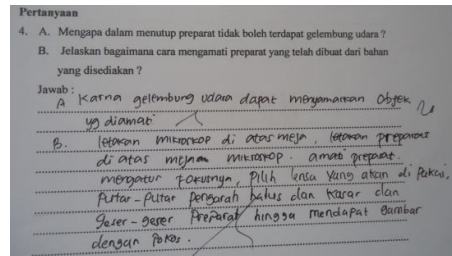 Pertanyaan
4. A. Mengapa dalam menutup preparat tidak boleh terdapat gelembung udara ?
B. Jelaskan bagaimana cara mengamati preparat yang telah dibuat dari bahan
yang disediakan ?
Jawab :
A Karna gelembung udara dapat menyamarkan Objek
yg diamati
B. letakan mikroskop di atas meja, letakan preparat
di atas meja mikroskop. amati preparat.
mengatur fokusnya, pilih lensa yang akan di pakai,
putar-putar pengarah halus dan kasar dan
geser-geser preparat hingga mendapat gambar
dengan fokos.